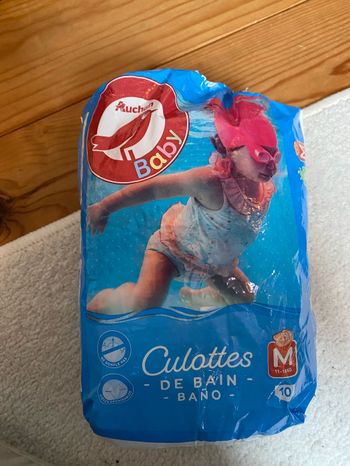 Auchan
Baby
Culottes
- DE BAIN -
- BAÑO -
M
10